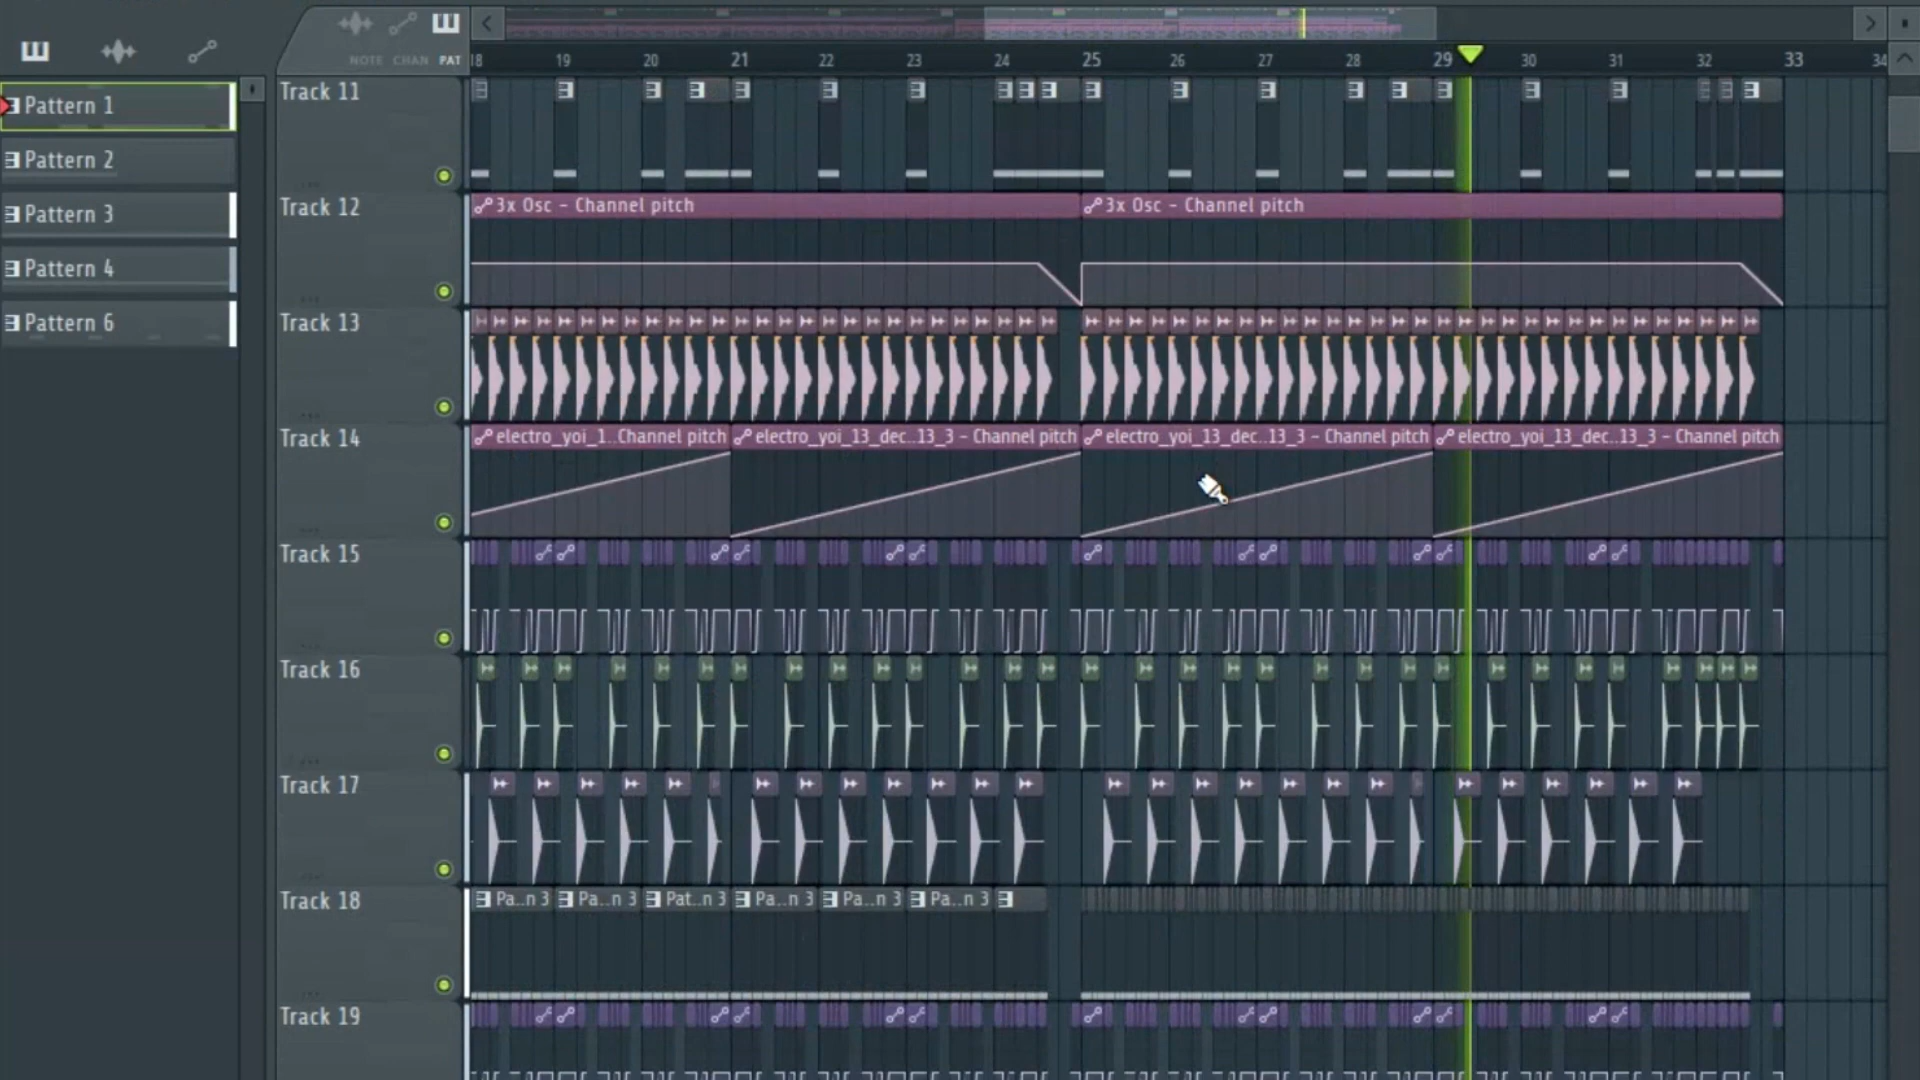 NOTE CHAN PAT
18 19 20 21 22 23 24 25 26 27 28 29 30 31 32 33 34
Pattern 1
Pattern 2
Pattern 3
Pattern 4
Pattern 6
Track 11
Track 12
3x Osc - Channel pitch 3x Osc - Channel pitch
Track 13
Track 14
electro_yoi_1..Channel pitch electro_yoi_13_dec..13_3 - Channel pitch electro_yoi_13_dec..13_3 - Channel pitch electro_yoi_13_dec..13_3 - Channel pitch
Track 15
Track 16
Track 17
Track 18
Pa..n 3 Pa..n 3 Pat..n 3 Pa..n 3 Pa..n 3 Pa..n 3
Track 19